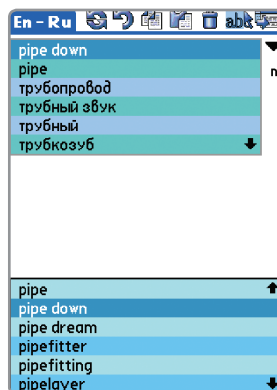 En - Ru abc
pipe down
pipe
трубопровод
трубный звук
трубный
трубкозуб
pipe
pipe down
pipe dream
pipefitter
pipefitting
pipelayer